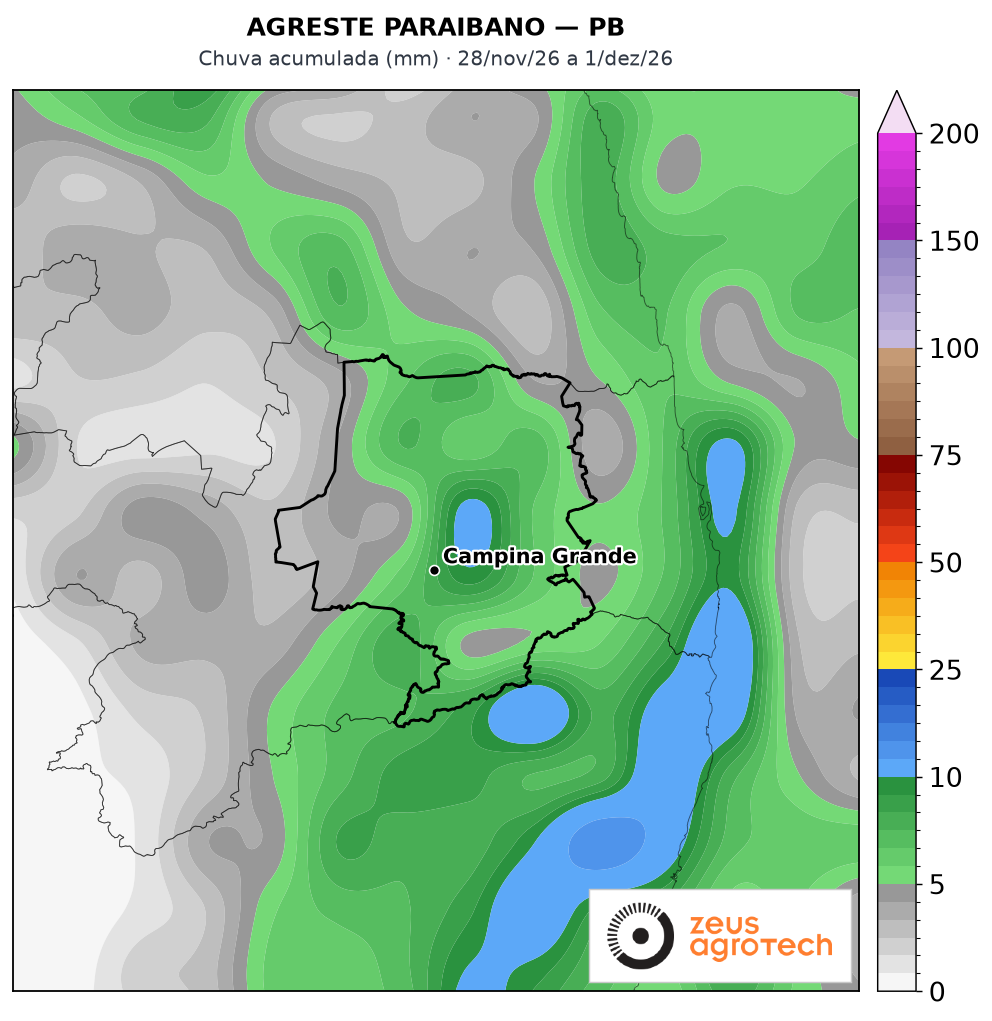 AGRESTE PARAIBANO — PB
Chuva acumulada (mm) · 28/nov/26 a 1/dez/26
200
150
100
75
50
25
10
5
0
Campina Grande
zeus
agrotech